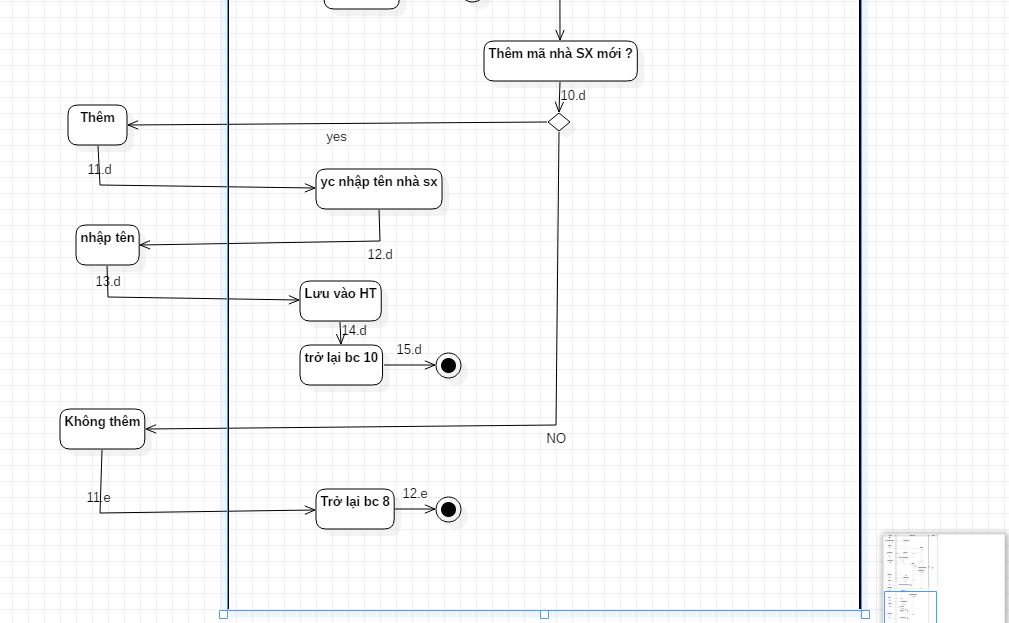 Thêm mã nhà SX mới ?
10.d
Thêm
yes
11.d
yc nhập tên nhà sx
nhập tên
12.d
13.d
Lưu vào HT
14.d
trở lại bc 10
15.d
Không thêm
NO
11.e
Trở lại bc 8
12.e